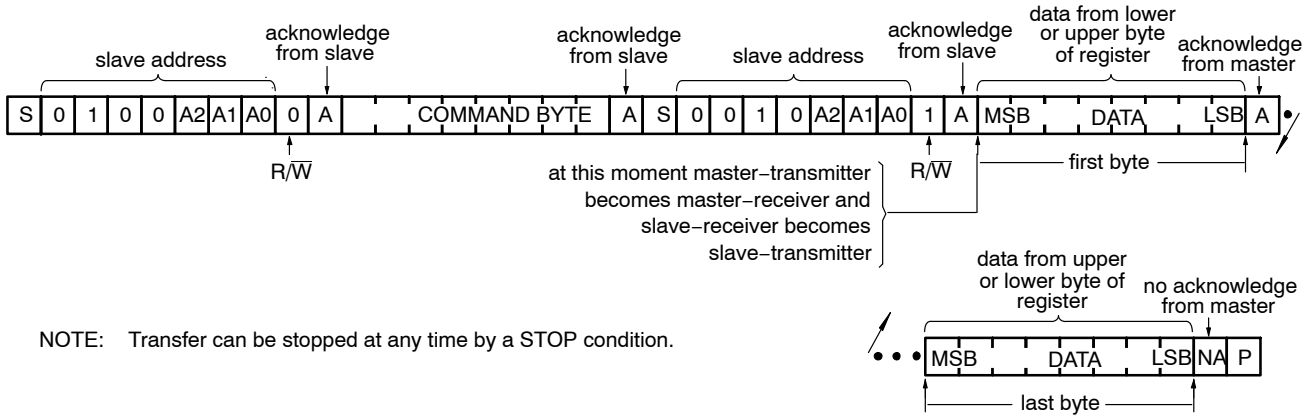 data from lower
or upper byte
of register
acknowledge
from slave
acknowledge
from slave
acknowledge
from slave
acknowledge
from master
slave address
slave address
S 0 1 0 0 A2 A1 A0 0 A COMMAND BYTE A S 0 0 1 0 A2 A1 A0 1 A MSB DATA LSB A
R/W̅
R/W̅
first byte
at this moment master−transmitter
becomes master−receiver and
slave−receiver becomes
slave−transmitter
data from upper
or lower byte of
register
no acknowledge
from master
NOTE: Transfer can be stopped at any time by a STOP condition.
MSB DATA LSB NA P
last byte